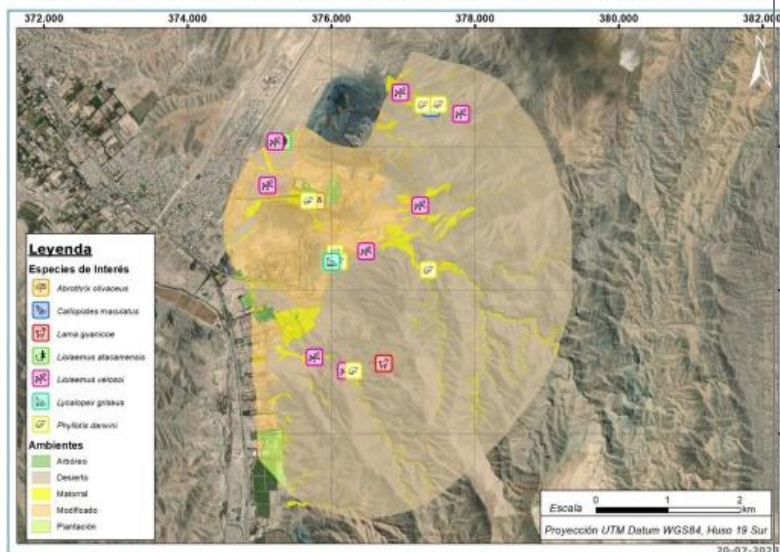 372,000 374,000 376,000 378,000 380,000 382,000
N
Leyenda
Especies de Interés
Abrothrix olivaceus
Callopistes maculatus
Lama guanicoe
Liolaemus atacamensis
Liolaemus velosoi
Lycalopex griseus
Phyllotis darwini
Ambientes
Arbóreo
Desierto
Matorral
Modificado
Plantación
Escala 0 1 2 km
Proyección UTM Datum WGS84, Huso 19 Sur